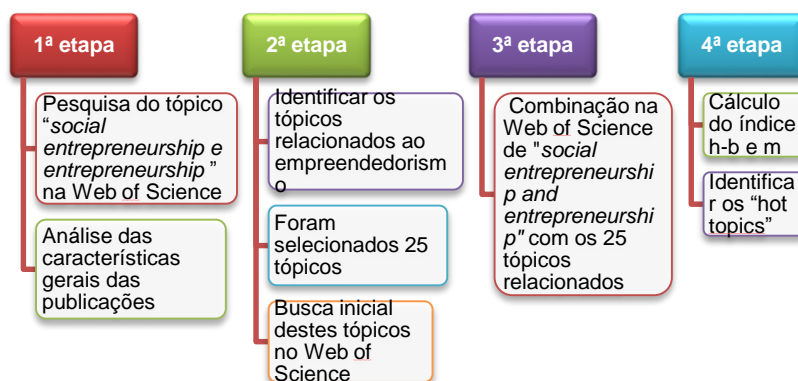 1ª etapa
Pesquisa do tópico
“social
entrepreneurship e
entrepreneurship ”
na Web of Science
Análise das
características
gerais das
publicações
2ª etapa
Identificar os
tópicos
relacionados ao
empreendedorism
o
Foram
selecionados 25
tópicos
Busca inicial
destes tópicos
no Web of
Science
3ª etapa
Combinação na
Web of Science
de "social
entrepreneurshi
p and
entrepreneurshi
p" com os 25
tópicos
relacionados
4ª etapa
Cálculo
do índice
h-b e m
Identifica
r os “hot
topics”